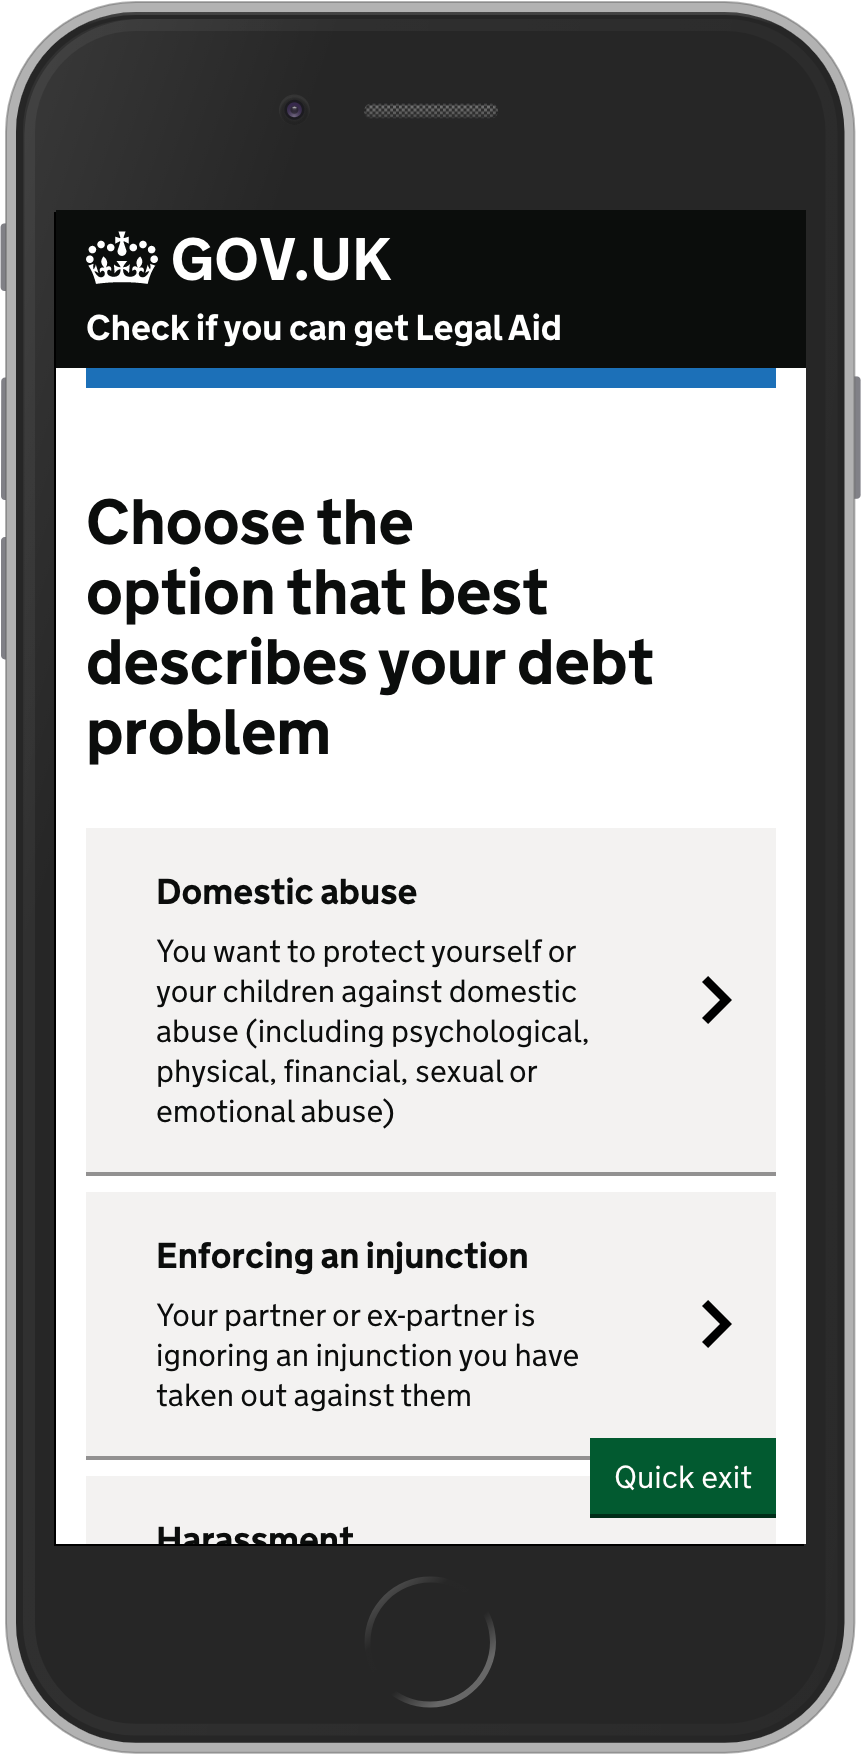 GOV.UK
Check if you can get Legal Aid
Choose the
option that best
describes your debt
problem
Domestic abuse
You want to protect yourself or
your children against domestic
abuse (including psychological,
physical, financial, sexual or
emotional abuse)
Enforcing an injunction
Your partner or ex-partner is
ignoring an injunction you have
taken out against them
Quick exit
Harassment